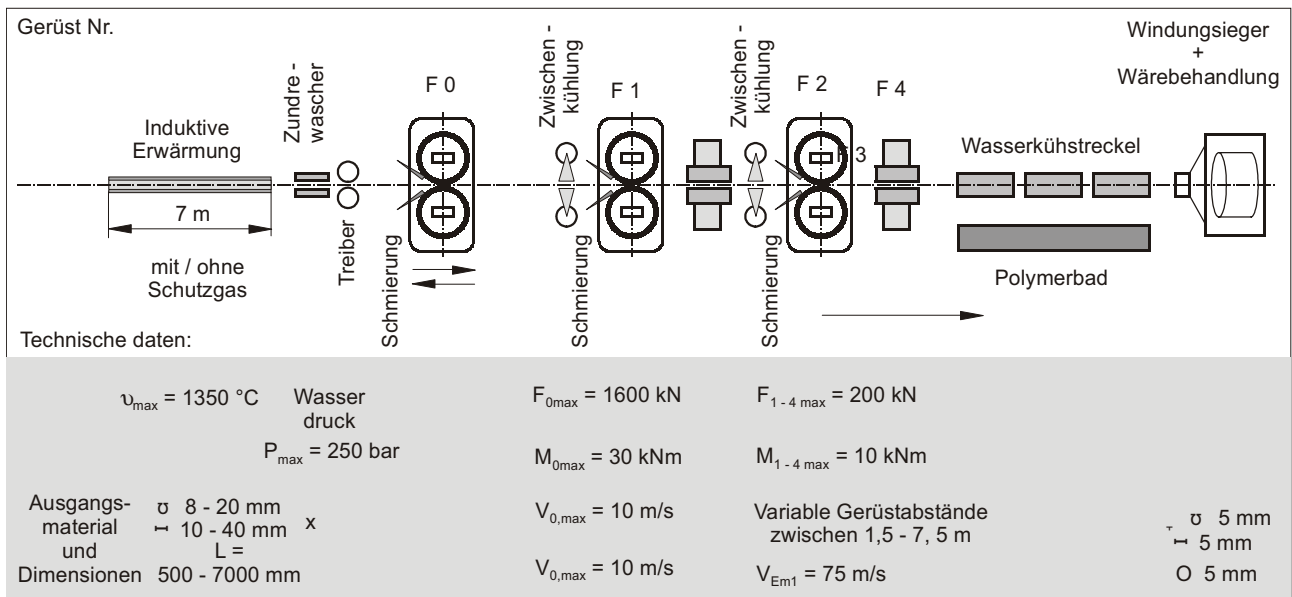 Gerüst Nr.
Induktive
Erwärmung
7 m
mit / ohne
Schutzgas
Zundre -
wascher
Treiber
F 0
Schmierung
Zwischen -
kühlung
F 1
Schmierung
Zwischen -
kühlung
F 2
F 3
F 4
Schmierung
Wasserkühstreckel
Polymerbad
Windungsieger
+
Wärebehandlung
Technische daten:
υmax = 1350 °C
Wasser
druck
Pmax = 250 bar
F0max = 1600 kN
F1 - 4 max = 200 kN
M0max = 30 kNm
M1 - 4 max = 10 kNm
Ausgangs-
material
und
Dimensionen
ʊ 8 - 20 mm
10 - 40 mm x
L =
500 - 7000 mm
V0,max = 10 m/s
V0,max = 10 m/s
Variable Gerüstabstände
zwischen 1,5 - 7, 5 m
VEm1 = 75 m/s
ʊ 5 mm
5 mm
O 5 mm